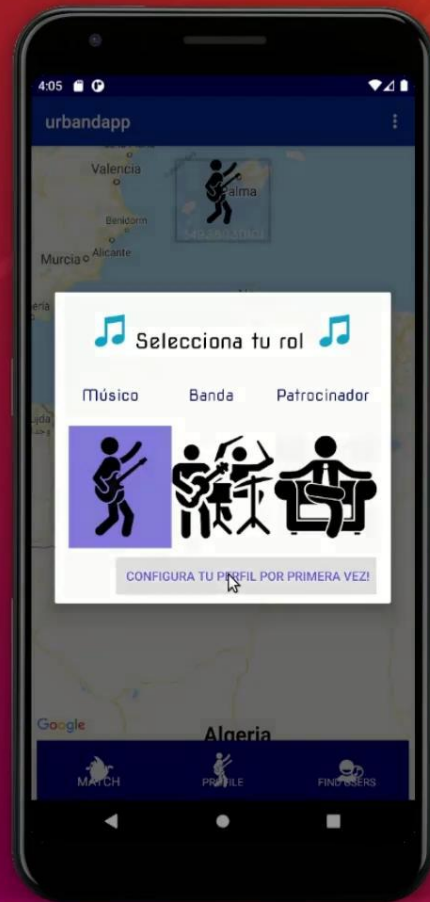 4:05
urbandapp
Valencia
Palma
Benidorm
Alicante
Murcia
Selecciona tu rol
Músico Banda Patrocinador
CONFIGURA TU PERFIL POR PRIMERA VEZ!
Google
Algeria
MATCH PROFILE FIND USERS